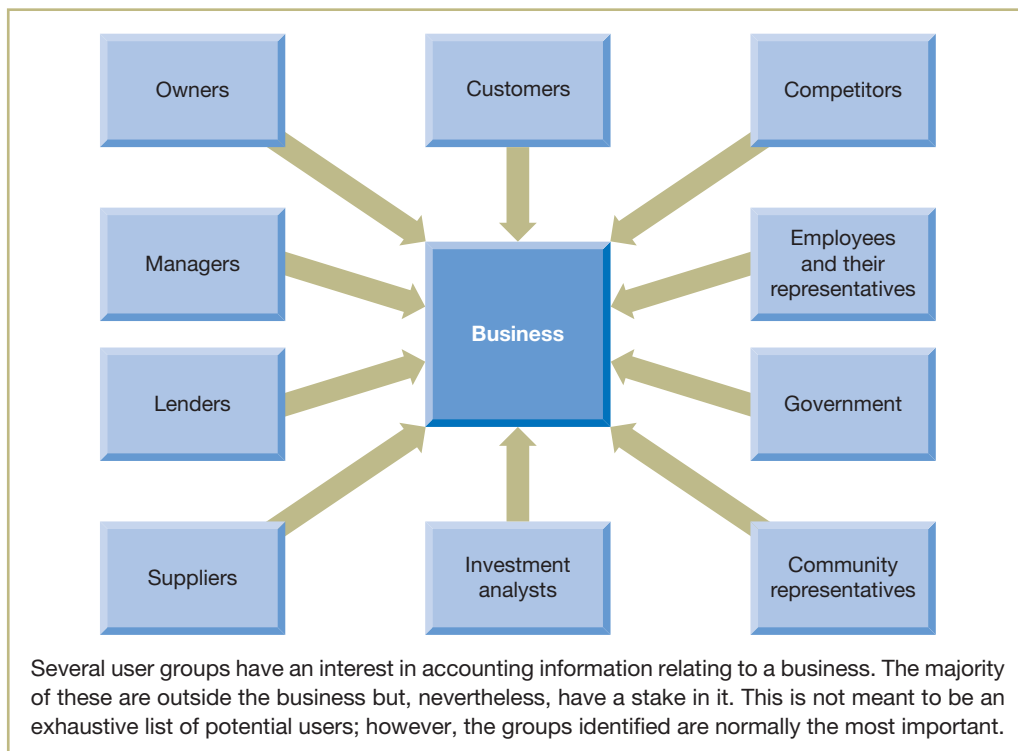 Owners
Customers
Competitors
Managers
Business
Employees
and their
representatives
Lenders
Government
Suppliers
Investment
analysts
Community
representatives
Several user groups have an interest in accounting information relating to a business. The majority
of these are outside the business but, nevertheless, have a stake in it. This is not meant to be an
exhaustive list of potential users; however, the groups identified are normally the most important.